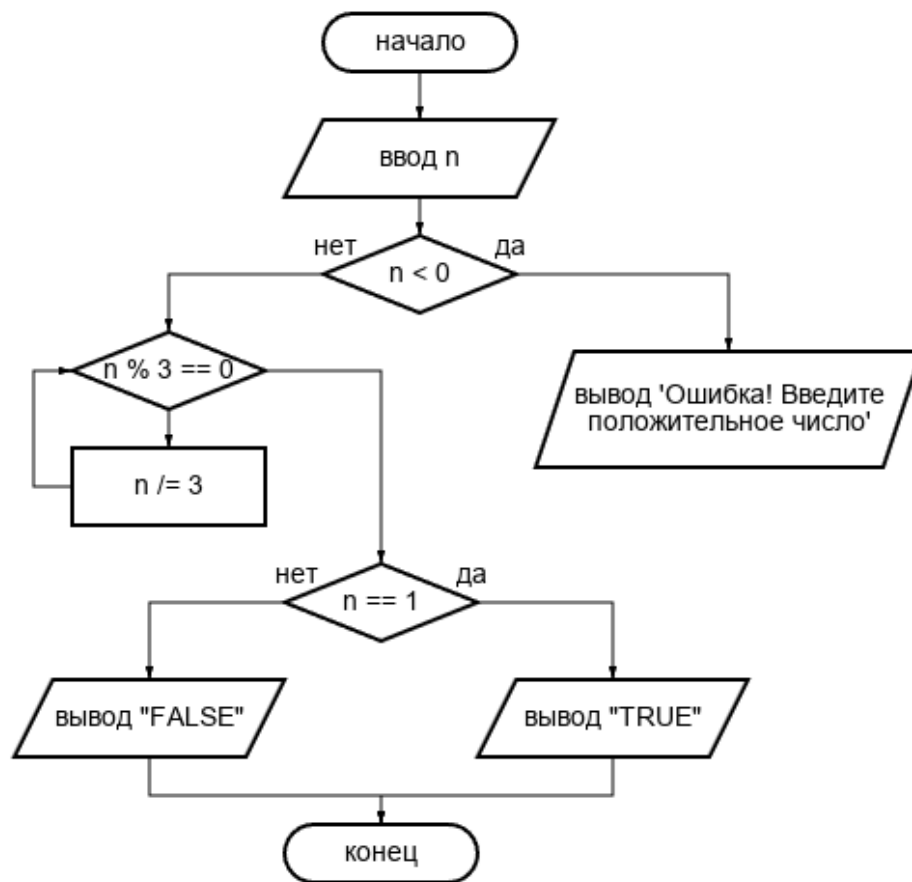 начало
ввод n
нет
да
n < 0
n % 3 == 0
вывод 'Ошибка! Введите
положительное число'
n /= 3
нет
да
n == 1
вывод "FALSE"
вывод "TRUE"
конец